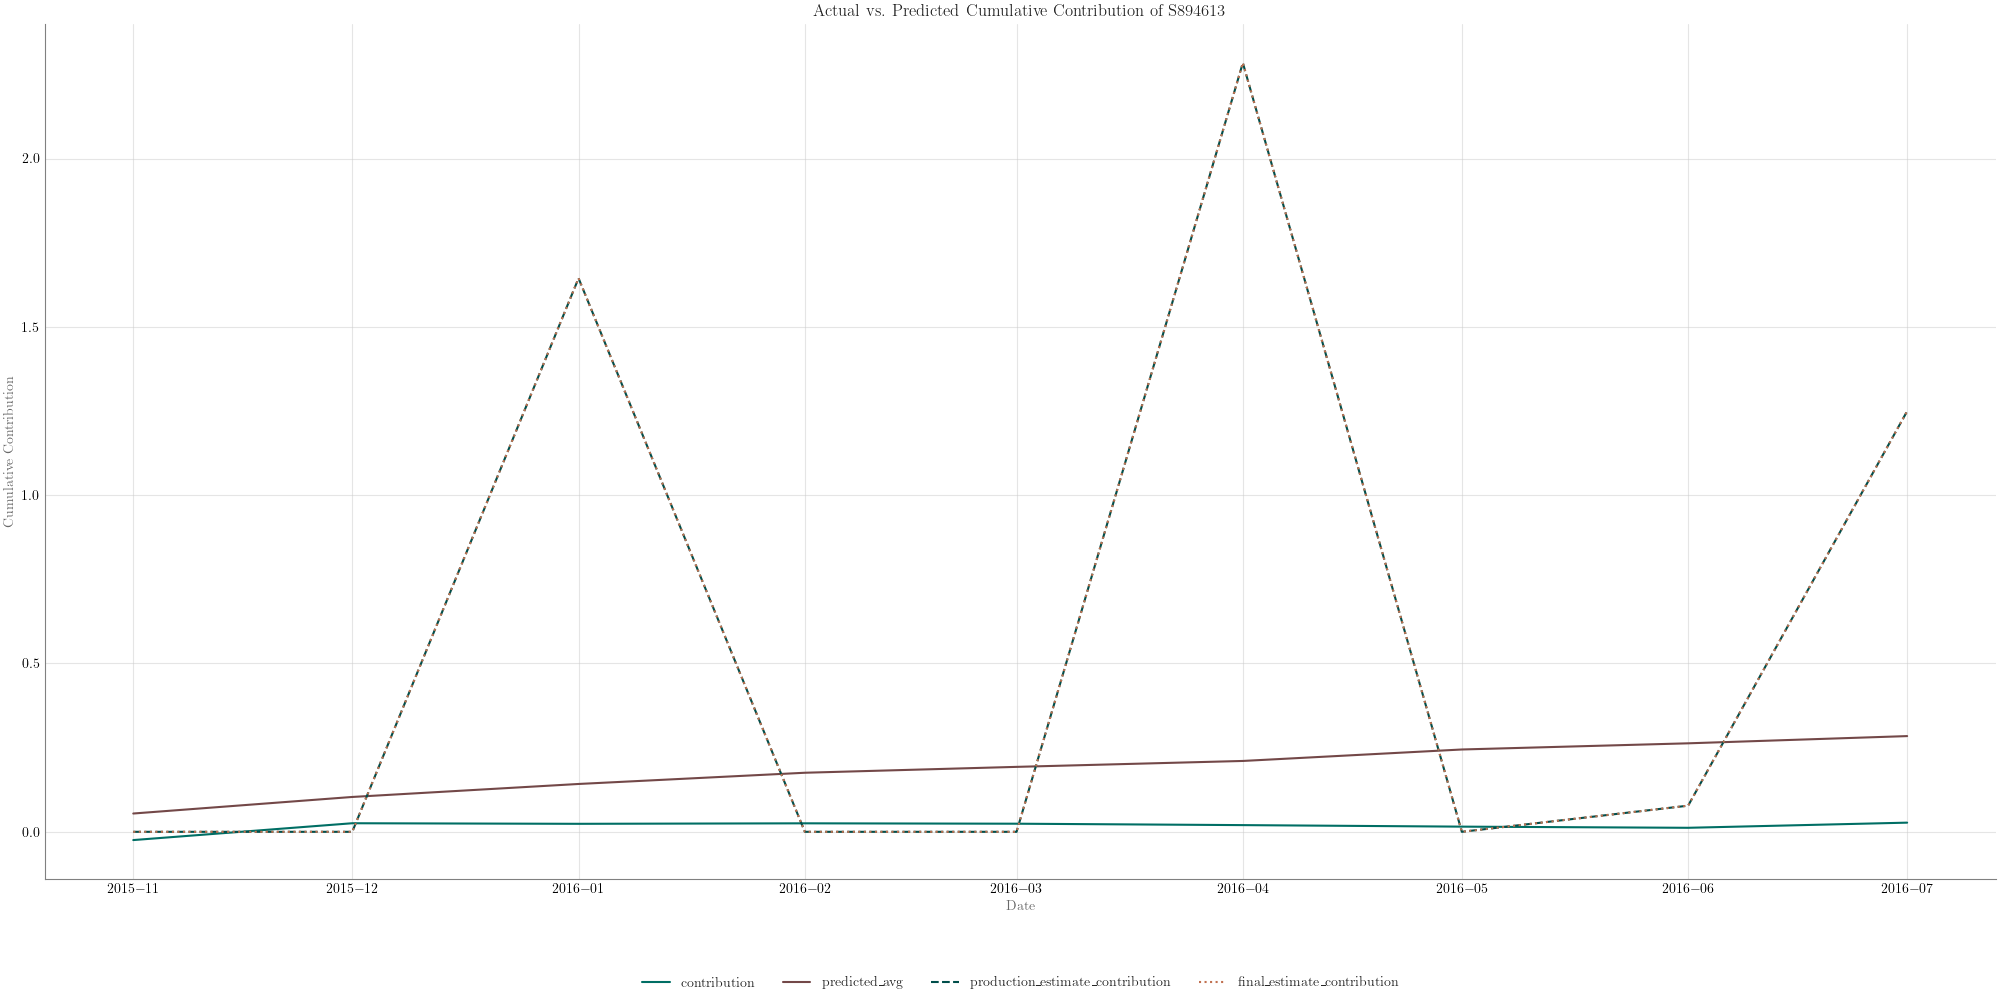 Actual vs. Predicted Cumulative Contribution of S894613
Cumulative Contribution
2.0
1.5
1.0
0.5
0.0
2015−11 2015−12 2016−01 2016−02 2016−03 2016−04 2016−05 2016−06 2016−07
Date
contribution predicted_avg production_estimate_contribution final_estimate_contribution